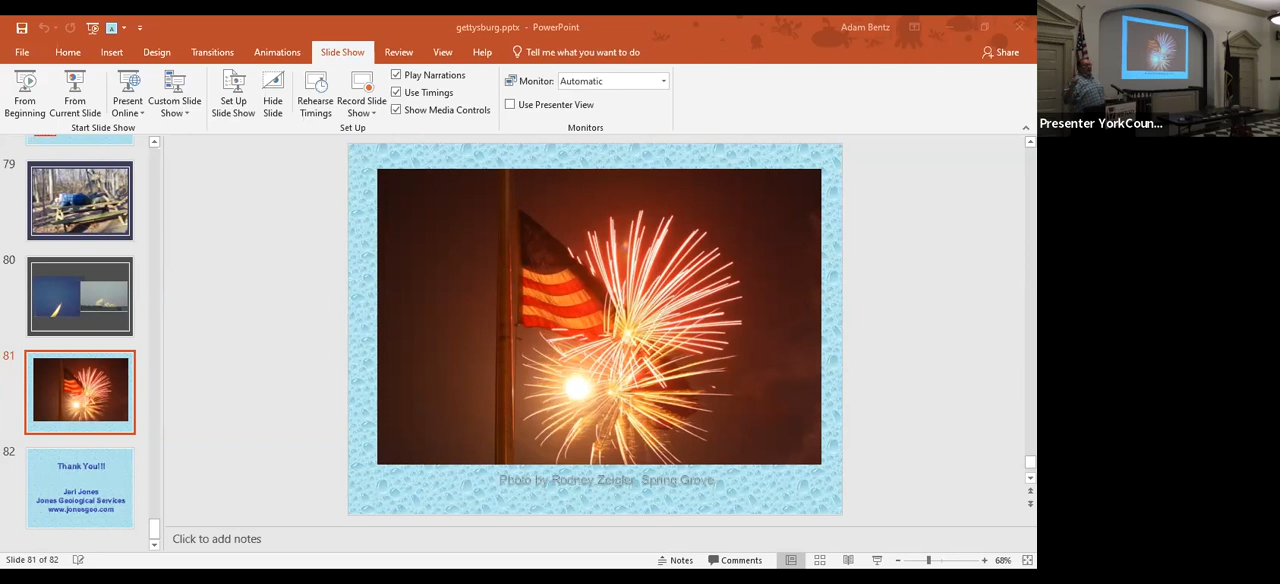 gettysburg.pptx - PowerPoint
Adam Bentz
File Home Insert Design Transitions Animations Slide Show Review View Help Tell me what you want to do Share
From Beginning
From Current Slide
Present Online
Custom Slide Show
Set Up Slide Show
Hide Slide
Rehearse Timings
Record Slide Show
Play Narrations
Use Timings
Show Media Controls
Monitor: Automatic
Use Presenter View
Start Slide Show
Set Up
Monitors
Presenter YorkCoun...
79
80
81
82
Thank You!!!
Jeri Jones
Jones Geological Services
www.jonesgeo.com
Photo by Rodney Zeigler Spring Grove
Click to add notes
Slide 81 of 82
Notes
Comments
68%